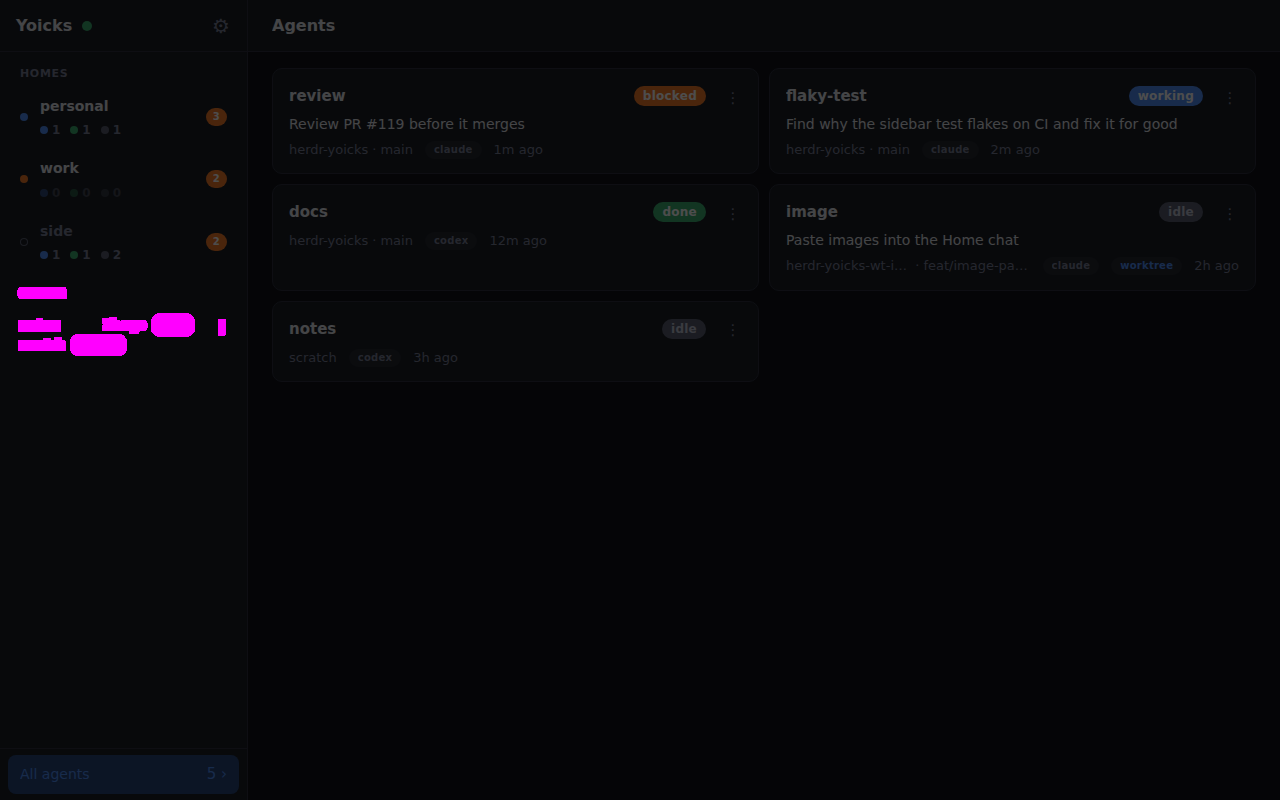 Yoicks
Agents
HOMES
personal
1 1 1
3
work
0 0 0
2
side
1 1 2
2
review
blocked
Review PR #119 before it merges
herdr-yoicks · main claude 1m ago
flaky-test
working
Find why the sidebar test flakes on CI and fix it for good
herdr-yoicks · main claude 2m ago
docs
done
herdr-yoicks · main codex 12m ago
image
idle
Paste images into the Home chat
herdr-yoicks-wt-i... · feat/image-pa... claude worktree 2h ago
notes
idle
scratch codex 3h ago
All agents 5 ›